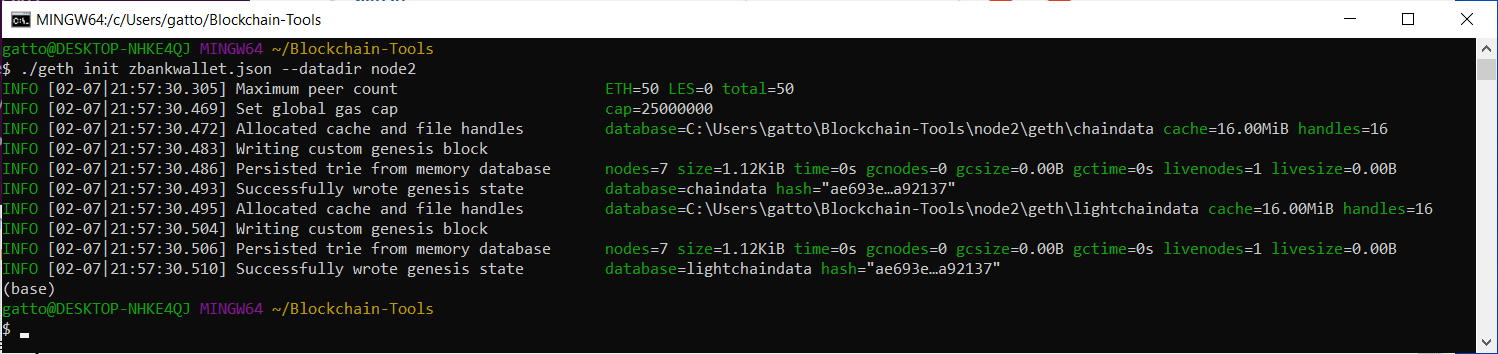 MINGW64:/c/Users/gatto/Blockchain-Tools
gatto@DESKTOP-NHKE4QJ MINGW64 ~/Blockchain-Tools
$ ./geth init zbankwallet.json --datadir node2
INFO [02-07|21:57:30.305] Maximum peer count                       ETH=50 LES=0 total=50
INFO [02-07|21:57:30.469] Set global gas cap                       cap=25000000
INFO [02-07|21:57:30.472] Allocated cache and file handles         database=C:\Users\gatto\Blockchain-Tools\node2\geth\chaindata cache=16.00MiB handles=16
INFO [02-07|21:57:30.483] Writing custom genesis block
INFO [02-07|21:57:30.486] Persisted trie from memory database      nodes=7 size=1.12KiB time=0s gcnodes=0 gcsize=0.00B gctime=0s livenodes=1 livesize=0.00B
INFO [02-07|21:57:30.493] Successfully wrote genesis state         database=chaindata hash="ae693e…a92137"
INFO [02-07|21:57:30.495] Allocated cache and file handles         database=C:\Users\gatto\Blockchain-Tools\node2\geth\lightchaindata cache=16.00MiB handles=16
INFO [02-07|21:57:30.504] Writing custom genesis block
INFO [02-07|21:57:30.506] Persisted trie from memory database      nodes=7 size=1.12KiB time=0s gcnodes=0 gcsize=0.00B gctime=0s livenodes=1 livesize=0.00B
INFO [02-07|21:57:30.510] Successfully wrote genesis state         database=lightchaindata hash="ae693e…a92137"
(base)
gatto@DESKTOP-NHKE4QJ MINGW64 ~/Blockchain-Tools
$